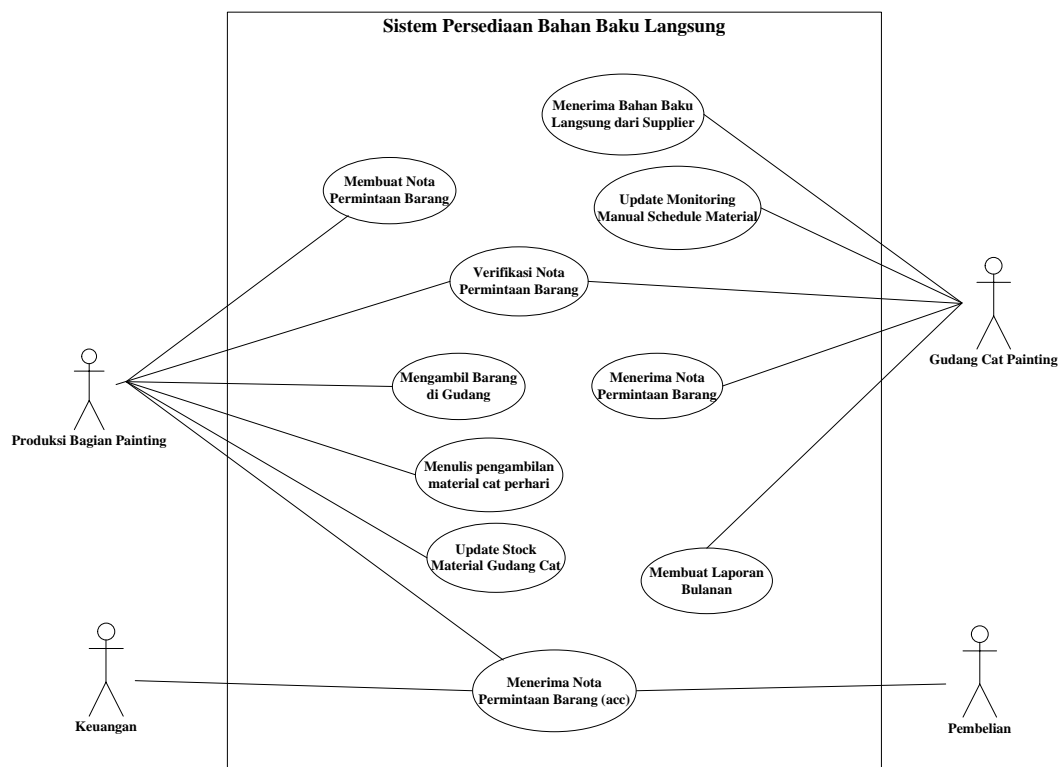 Sistem Persediaan Bahan Baku Langsung
Menerima Bahan Baku
Langsung dari Supplier
Membuat Nota
Permintaan Barang
Update Monitoring
Manual Schedule Material
Verifikasi Nota
Permintaan Barang
Gudang Cat Painting
Mengambil Barang
di Gudang
Menerima Nota
Permintaan Barang
Produksi Bagian Painting
Menulis pengambilan
material cat perhari
Update Stock
Material Gudang Cat
Membuat Laporan
Bulanan
Menerima Nota
Permintaan Barang (acc)
Keuangan
Pembelian